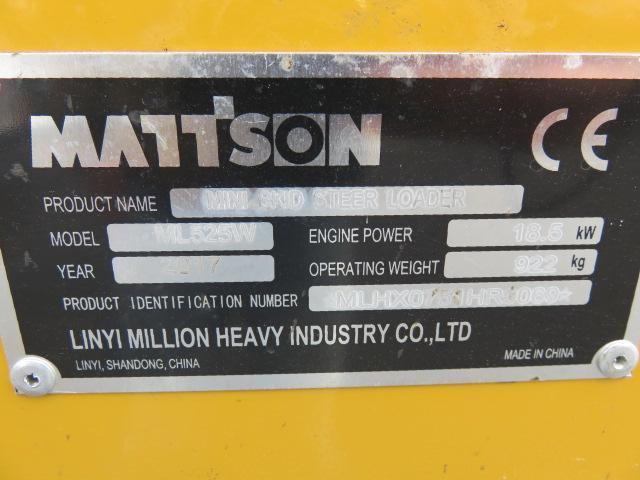 MATTSON
CE
PRODUCT NAME MINI SKID STEER LOADER
MODEL ML525W ENGINE POWER 18.5 kW
YEAR 2017 OPERATING WEIGHT 922 kg
PRODUCT IDENTIFICATION NUMBER
LINYI MILLION HEAVY INDUSTRY CO.,LTD
LINYI, SHANDONG, CHINA
MADE IN CHINA